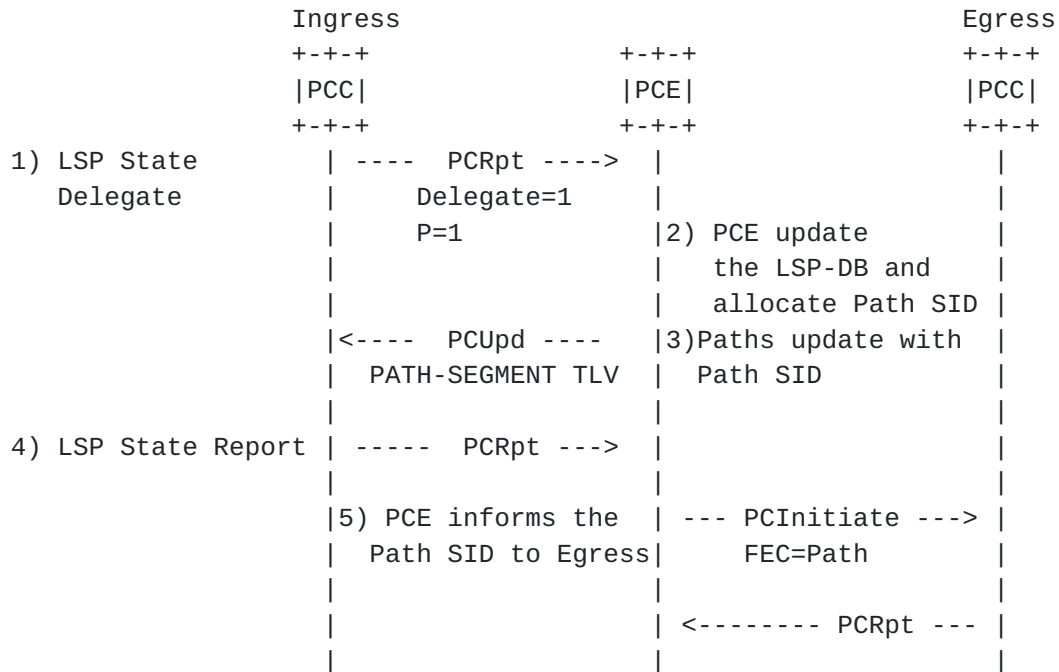 Ingress                                  Egress
                  +-+-+                +-+-+                 +-+-+
                  |PCC|                |PCE|                 |PCC|
                  +-+-+                +-+-+                 +-+-+
1) LSP State        | ----  PCRpt ---->  |                     |
   Delegate         |     Delegate=1     |                     |
                    |     P=1            |2) PCE update        |
                    |                    |   the LSP-DB and    |
                    |                    |   allocate Path SID |
                    |<----  PCUpd ----   |3)Paths update with  |
                    |  PATH-SEGMENT TLV  |  Path SID           |
                    |                    |                     |
4) LSP State Report | -----  PCRpt --->  |                     |
                    |                    |                     |
                    |5) PCE informs the  | --- PCInitiate ---> |
                    |  Path SID to Egress|     FEC=Path        |
                    |                    |                     |
                    |                    | <-------- PCRpt --- |
                    |                    |                     |